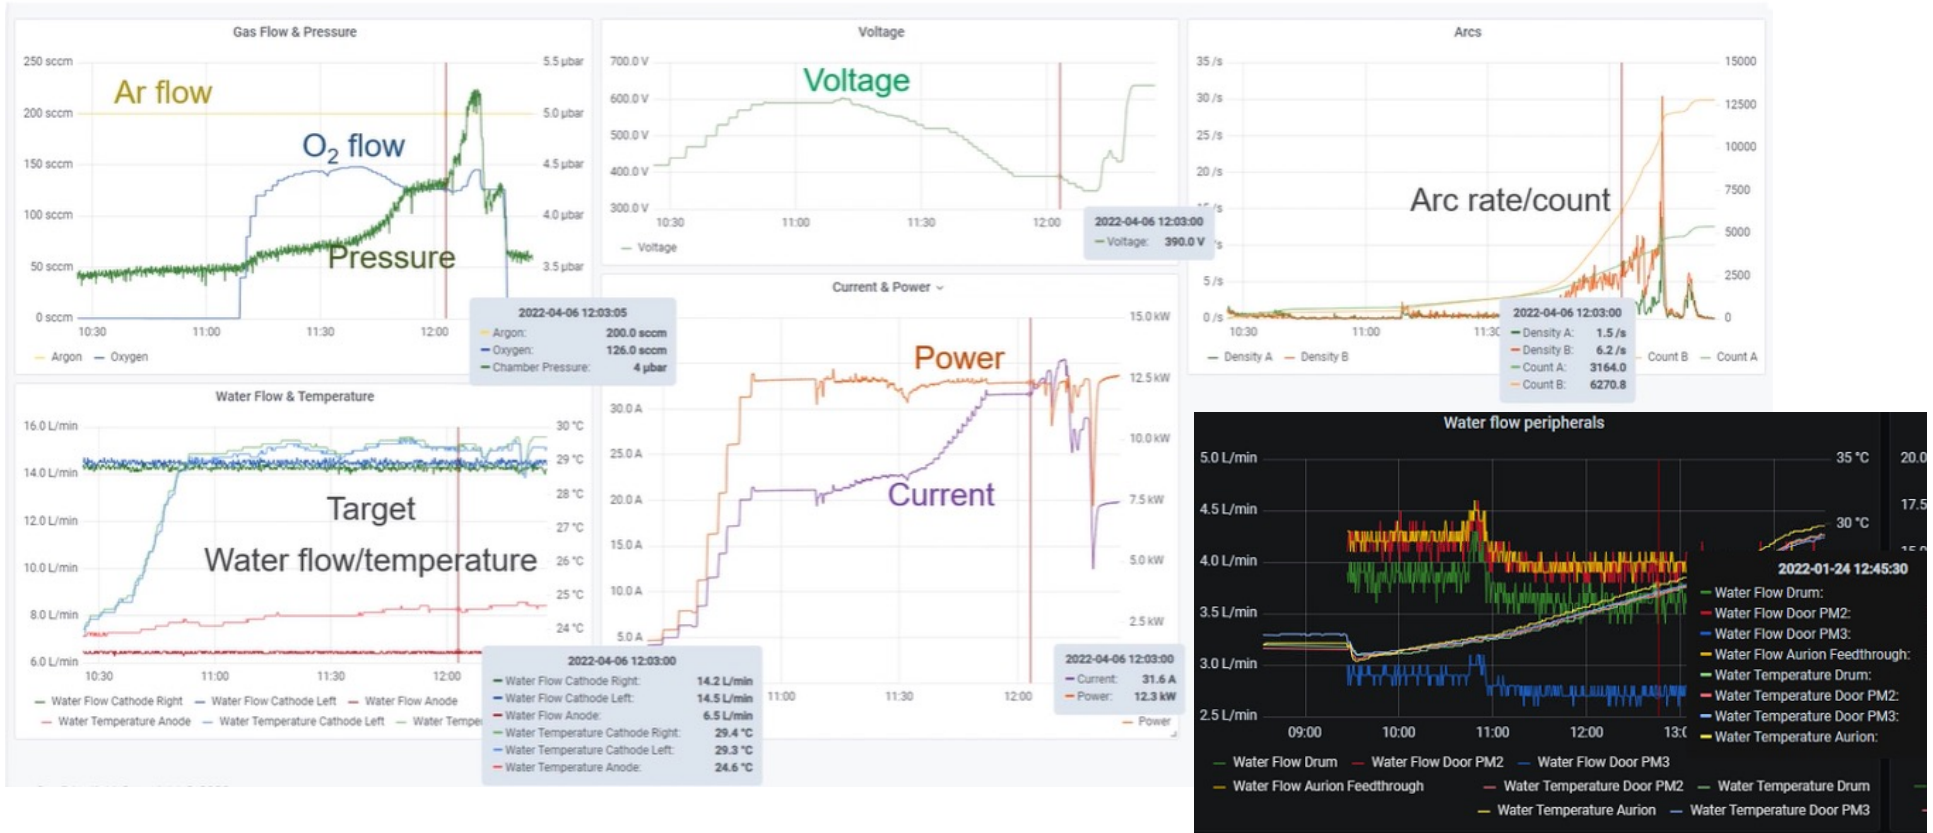 Gas Flow & Pressure
250 sccm
200 sccm
150 sccm
100 sccm
50 sccm
0 sccm
5.5 µbar
5.0 µbar
4.5 µbar
4.0 µbar
3.5 µbar
Ar flow
O₂ flow
Pressure
10:30 11:00 11:30 12:00
Argon Oxygen
2022-04-06 12:03:05
Argon: 200.0 sccm
Oxygen: 126.0 sccm
Chamber Pressure: 4 µbar
Voltage
700.0 V
600.0 V
500.0 V
400.0 V
300.0 V
Voltage
10:30 11:00 11:30 12:00
Voltage
2022-04-06 12:03:00
Voltage: 390.0 V
Arcs
35 /s
30 /s
25 /s
20 /s
5/s
/s
5 /s
0 /s
15000
12500
10000
7500
5000
2500
0
Arc rate/count
10:30 11:00 11:30
Density A Density B
Count B Count A
2022-04-06 12:03:00
Density A: 1.5 /s
Density B: 6.2 /s
Count A: 3164.0
Count B: 6270.8
Water Flow & Temperature
16.0 L/min
14.0 L/min
12.0 L/min
10.0 L/min
8.0 L/min
6.0 L/min
30 °C
29 °C
28 °C
27 °C
26 °C
25 °C
24 °C
Target
Water flow/temperature
10:30 11:00 11:30 12:00
Water Flow Cathode Right Water Flow Cathode Left Water Flow Anode
Water Temperature Anode Water Temperature Cathode Left Water Tempe
2022-04-06 12:03:00
Water Flow Cathode Right: 14.2 L/min
Water Flow Cathode Left: 14.5 L/min
Water Flow Anode: 6.5 L/min
Water Temperature Cathode Right: 29.4 °C
Water Temperature Cathode Left: 29.3 °C
Water Temperature Anode: 24.6 °C
Current & Power
30.0 A
25.0 A
20.0 A
15.0 A
10.0 A
5.0 A
15.0 kW
12.5 kW
10.0 kW
7.5 kW
5.0 kW
2.5 kW
Power
Current
11:00 11:30 12:00
Power
2022-04-06 12:03:00
Current: 31.6 A
Power: 12.3 kW
Water flow peripherals
5.0 L/min
4.5 L/min
4.0 L/min
3.5 L/min
3.0 L/min
2.5 L/min
35 °C
30 °C
20.0
17.5
09:00 10:00 11:00 12:00 13:0
2022-01-24 12:45:30
Water Flow Drum:
Water Flow Door PM2:
Water Flow Door PM3:
Water Flow Aurion Feedthrough:
Water Temperature Drum:
Water Temperature Door PM2:
Water Temperature Door PM3:
Water Temperature Aurion:
Water Flow Drum Water Flow Door PM2 Water Flow Door PM3
Water Flow Aurion Feedthrough Water Temperature Door PM2 Water Temperature Drum
Water Temperature Aurion Water Temperature Door PM3